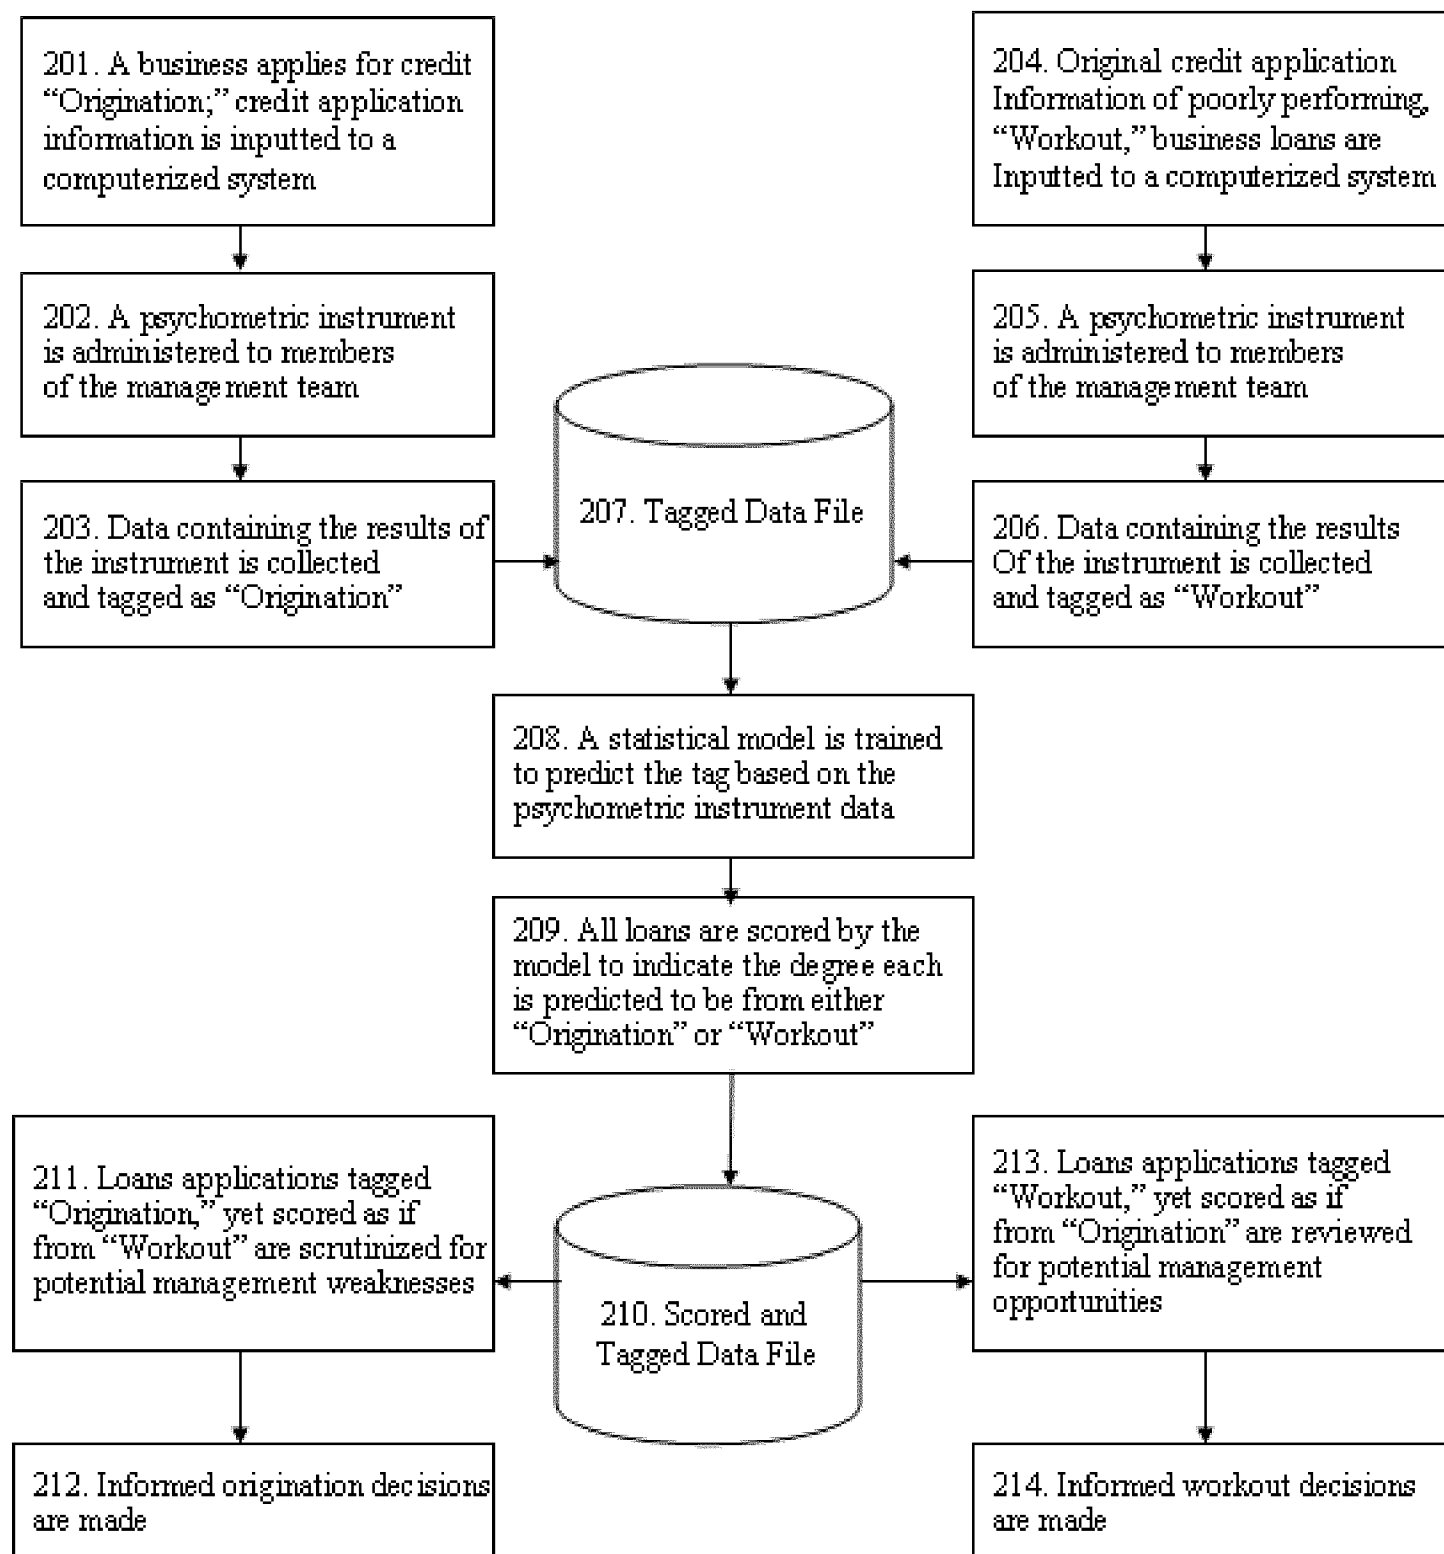 201. A business applies for credit
“Origination;” credit application
information is inputted to a
computerized system
204. Original credit application
Information of poorly performing,
“Workout,” business loans are
Inputted to a computerized system
202. A psychometric instrument
is administered to members
of the management team
205. A psychometric instrument
is administered to members
of the management team
203. Data containing the results of
the instrument is collected
and tagged as “Origination”
207. Tagged Data File
206. Data containing the results
Of the instrument is collected
and tagged as “Workout”
208. A statistical model is trained
to predict the tag based on the
psychometric instrument data
209. All loans are scored by the
model to indicate the degree each
is predicted to be from either
“Origination” or “Workout”
211. Loans applications tagged
“Origination,” yet scored as if
from “Workout” are scrutinized for
potential management weaknesses
213. Loans applications tagged
“Workout,” yet scored as if
from “Origination” are reviewed
for potential management
opportunities
210. Scored and
Tagged Data File
212. Informed origination decisions
are made
214. Informed workout decisions
are made